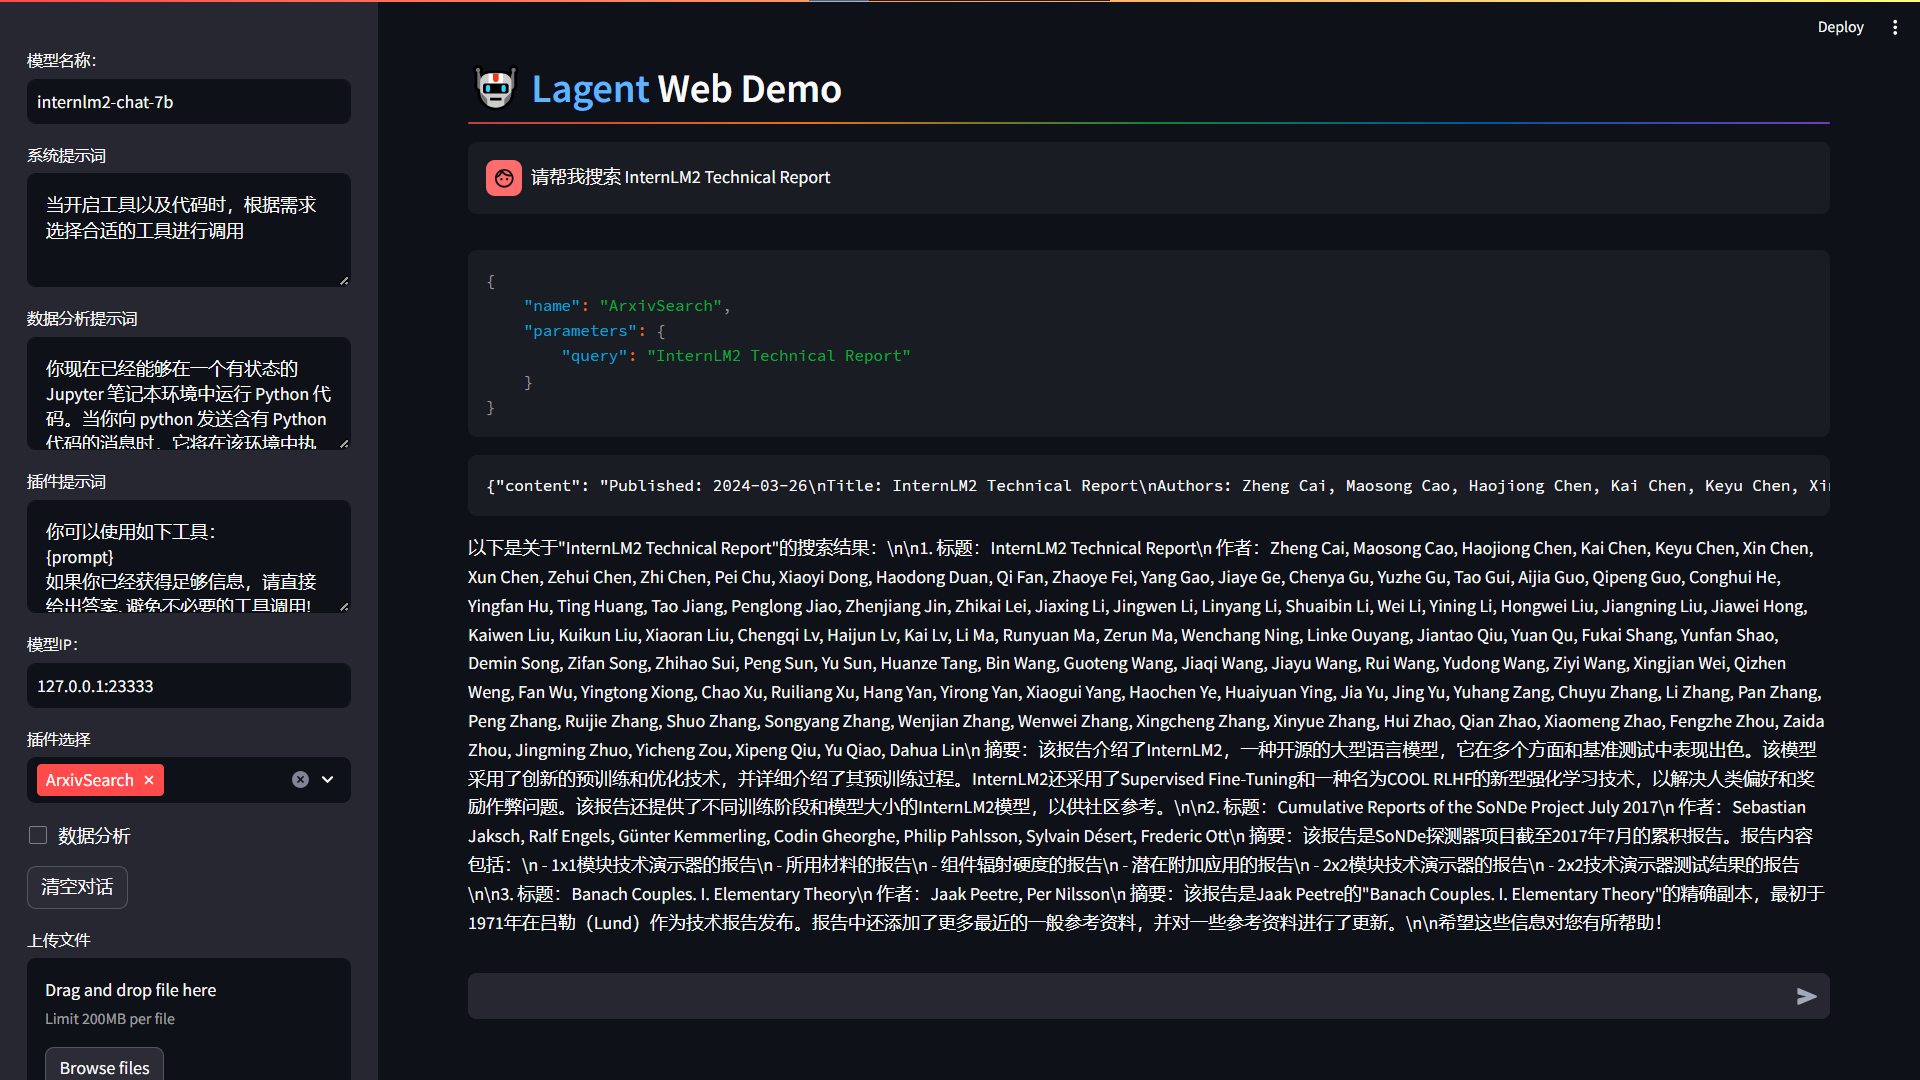 Deploy
模型名称：
internlm2-chat-7b
系统提示词
当开启工具以及代码时，根据需求
选择合适的工具进行调用
数据分析提示词
你现在已经能够在一个有状态的
Jupyter 笔记本环境中运行 Python 代
码。当你向 python 发送含有 Python
代码的消息时，它将在该环境中执
插件提示词
你可以使用如下工具：
{prompt}
如果你已经获得足够信息，请直接
给出答案. 避免不必要的工具调用!
模型IP：
127.0.0.1:23333
插件选择
ArxivSearch
数据分析
清空对话
上传文件
Drag and drop file here
Limit 200MB per file
Browse files
Lagent Web Demo
请帮我搜索 InternLM2 Technical Report
{
"name": "ArxivSearch",
"parameters": {
"query": "InternLM2 Technical Report"
}
}
{"content": "Published: 2024-03-26\nTitle: InternLM2 Technical Report\nAuthors: Zheng Cai, Maosong Cao, Haojiong Chen, Kai Chen, Keyu Chen, Xin
以下是关于"InternLM2 Technical Report"的搜索结果：\n\n1. 标题：InternLM2 Technical Report\n 作者：Zheng Cai, Maosong Cao, Haojiong Chen, Kai Chen, Keyu Chen, Xin Chen,
Xun Chen, Zehui Chen, Zhi Chen, Pei Chu, Xiaoyi Dong, Haodong Duan, Qi Fan, Zhaoye Fei, Yang Gao, Jiaye Ge, Chenya Gu, Yuzhe Gu, Tao Gui, Aijia Guo, Qipeng Guo, Conghui He,
Yingfan Hu, Ting Huang, Tao Jiang, Penglong Jiao, Zhenjiang Jin, Zhikai Lei, Jiaxing Li, Jingwen Li, Linyang Li, Shuaibin Li, Wei Li, Yining Li, Hongwei Liu, Jiangning Liu, Jiawei Hong,
Kaiwen Liu, Kuikun Liu, Xiaoran Liu, Chengqi Lv, Haijun Lv, Kai Lv, Li Ma, Runyuan Ma, Zerun Ma, Wenchang Ning, Linke Ouyang, Jiantao Qiu, Yuan Qu, Fukai Shang, Yunfan Shao,
Demin Song, Zifan Song, Zhihao Sui, Peng Sun, Yu Sun, Huanze Tang, Bin Wang, Guoteng Wang, Jiaqi Wang, Jiayu Wang, Rui Wang, Yudong Wang, Ziyi Wang, Xingjian Wei, Qizhen
Weng, Fan Wu, Yingtong Xiong, Chao Xu, Ruiliang Xu, Hang Yan, Yirong Yan, Xiaogui Yang, Haochen Ye, Huaiyuan Ying, Jia Yu, Jing Yu, Yuhang Zang, Chuyu Zhang, Li Zhang, Pan Zhang,
Peng Zhang, Ruijie Zhang, Shuo Zhang, Songyang Zhang, Wenjian Zhang, Wenwei Zhang, Xingcheng Zhang, Xinyue Zhang, Hui Zhao, Qian Zhao, Xiaomeng Zhao, Fengzhe Zhou, Zaida
Zhou, Jingming Zhuo, Yicheng Zou, Xipeng Qiu, Yu Qiao, Dahua Lin\n 摘要：该报告介绍了InternLM2，一种开源的大型语言模型，它在多个方面和基准测试中表现出色。该模型
采用了创新的预训练和优化技术，并详细介绍了其预训练过程。InternLM2还采用了Supervised Fine-Tuning和一种名为COOL RLHF的新型强化学习技术，以解决人类偏好和奖
励作弊问题。该报告还提供了不同训练阶段和模型大小的InternLM2模型，以供社区参考。\n\n2. 标题：Cumulative Reports of the SoNDe Project July 2017\n 作者：Sebastian
Jaksch, Ralf Engels, Günter Kemmerling, Codin Gheorghe, Philip Pahlsson, Sylvain Désert, Frederic Ott\n 摘要：该报告是SoNDe探测器项目截至2017年7月的累积报告。报告内容
包括：\n - 1x1模块技术演示器的报告\n - 所用材料的报告\n - 组件辐射硬度的报告\n - 潜在附加应用的报告\n - 2x2模块技术演示器的报告\n - 2x2技术演示器测试结果的报告
\n\n3. 标题：Banach Couples. I. Elementary Theory\n 作者：Jaak Peetre, Per Nilsson\n 摘要：该报告是Jaak Peetre的"Banach Couples. I. Elementary Theory"的精确副本，最初于
1971年在吕勒（Lund）作为技术报告发布。报告中还添加了更多最近的一般参考资料，并对一些参考资料进行了更新。\n\n希望这些信息对您有所帮助！